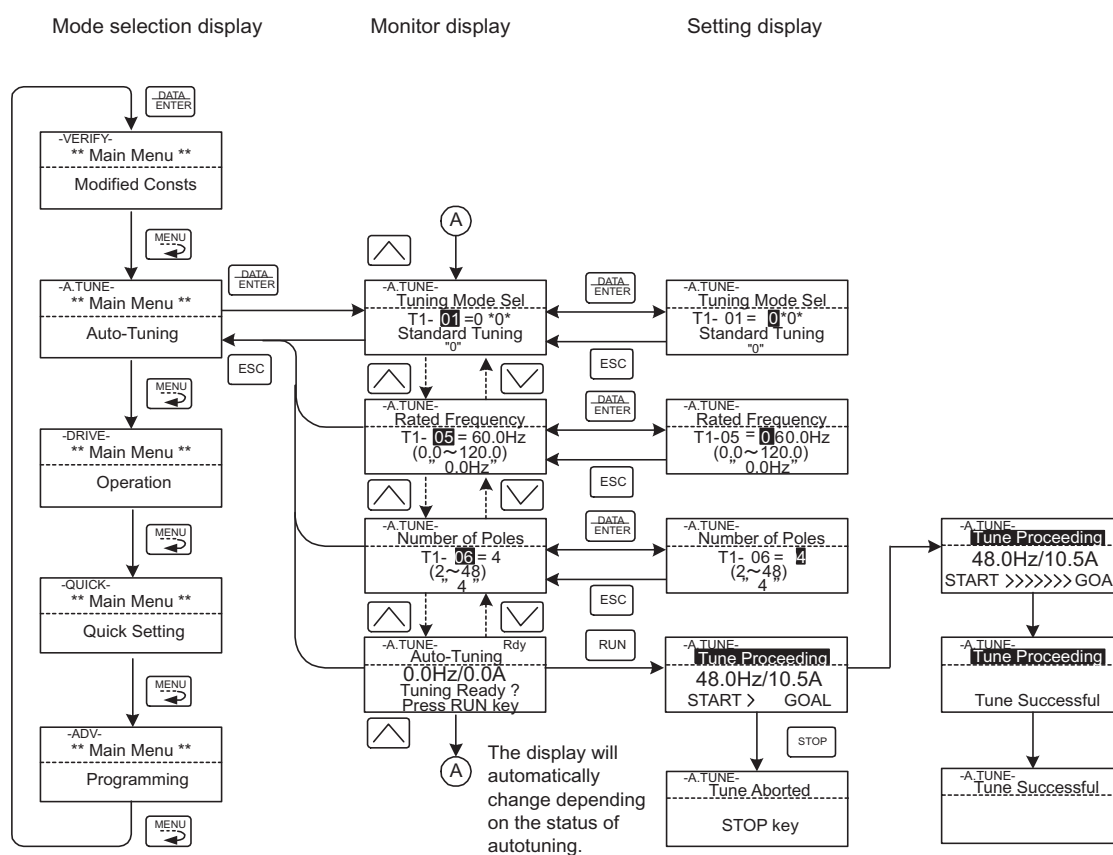 Mode selection display
Monitor display
Setting display
DATA
ENTER
-VERIFY-
** Main Menu **
Modified Consts
MENU
-A.TUNE-
** Main Menu **
Auto-Tuning
MENU
-DRIVE-
** Main Menu **
Operation
MENU
-QUICK-
** Main Menu **
Quick Setting
MENU
-ADV-
** Main Menu **
Programming
MENU
DATA
ENTER
ESC
A
-A.TUNE-
Tuning Mode Sel
T1- 01 =0 *0*
Standard Tuning
"0"
DATA
ENTER
ESC
-A.TUNE-
Tuning Mode Sel
T1- 01 = 0*0*
Standard Tuning
"0"
-A.TUNE-
Rated Frequency
T1- 05 = 60.0Hz
(0.0～120.0)
" 0.0Hz"
DATA
ENTER
ESC
-A.TUNE-
Rated Frequency
T1-05 = 060.0Hz
(0.0～120.0)
" 0.0Hz"
-A.TUNE-
Number of Poles
T1- 06 = 4
(2～48)
" 4 "
DATA
ENTER
ESC
-A.TUNE-
Number of Poles
T1- 06 = 4
(2～48)
" 4 "
-A.TUNE- Rdy
Auto-Tuning
0.0Hz/0.0A
Tuning Ready ?
Press RUN key
RUN
-A.TUNE-
Tune Proceeding
48.0Hz/10.5A
START > GOAL
STOP
-A.TUNE-
Tune Aborted
STOP key
A
The display will
automatically
change depending
on the status of
autotuning.
-A.TUNE-
Tune Proceeding
48.0Hz/10.5A
START >>>>>>> GOA
-A.TUNE-
Tune Proceeding
Tune Successful
-A.TUNE-
Tune Successful